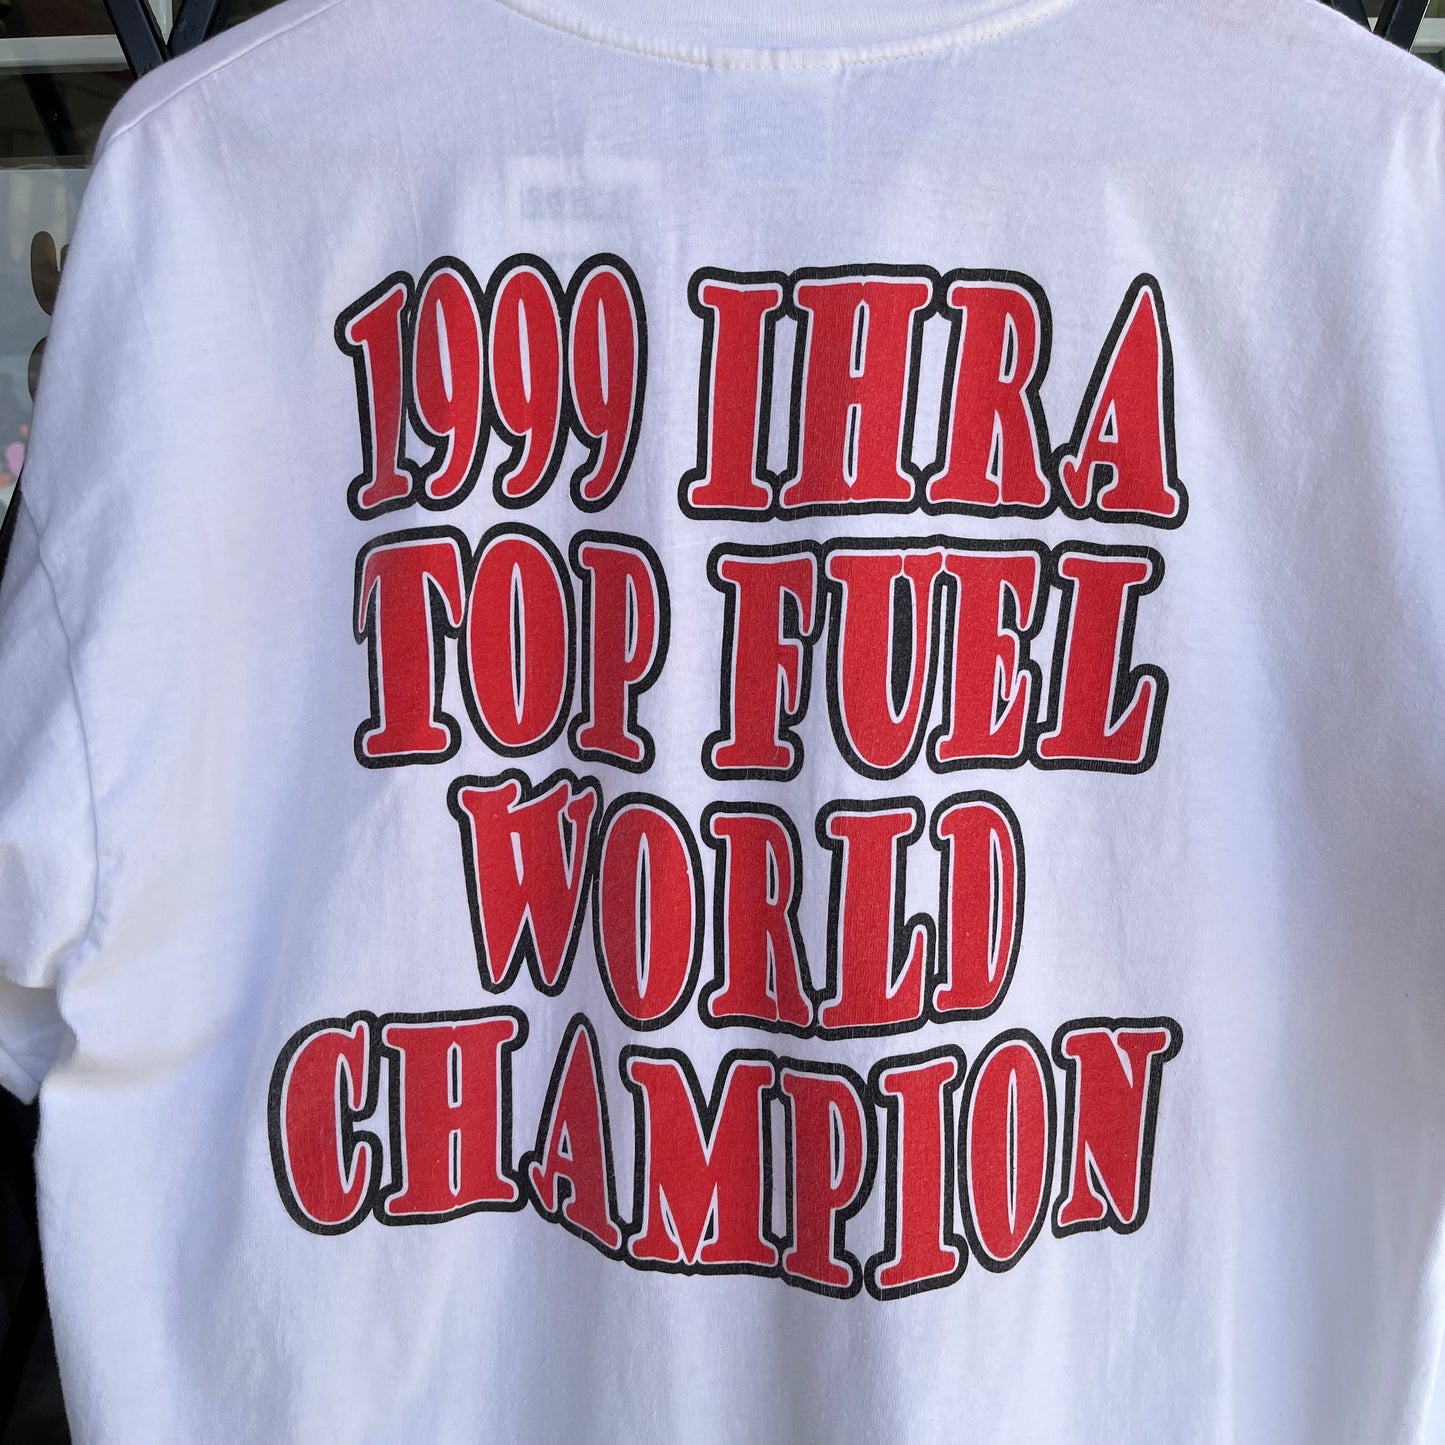 1999 IHRA
TOP FUEL
WORLD
CHAMPION